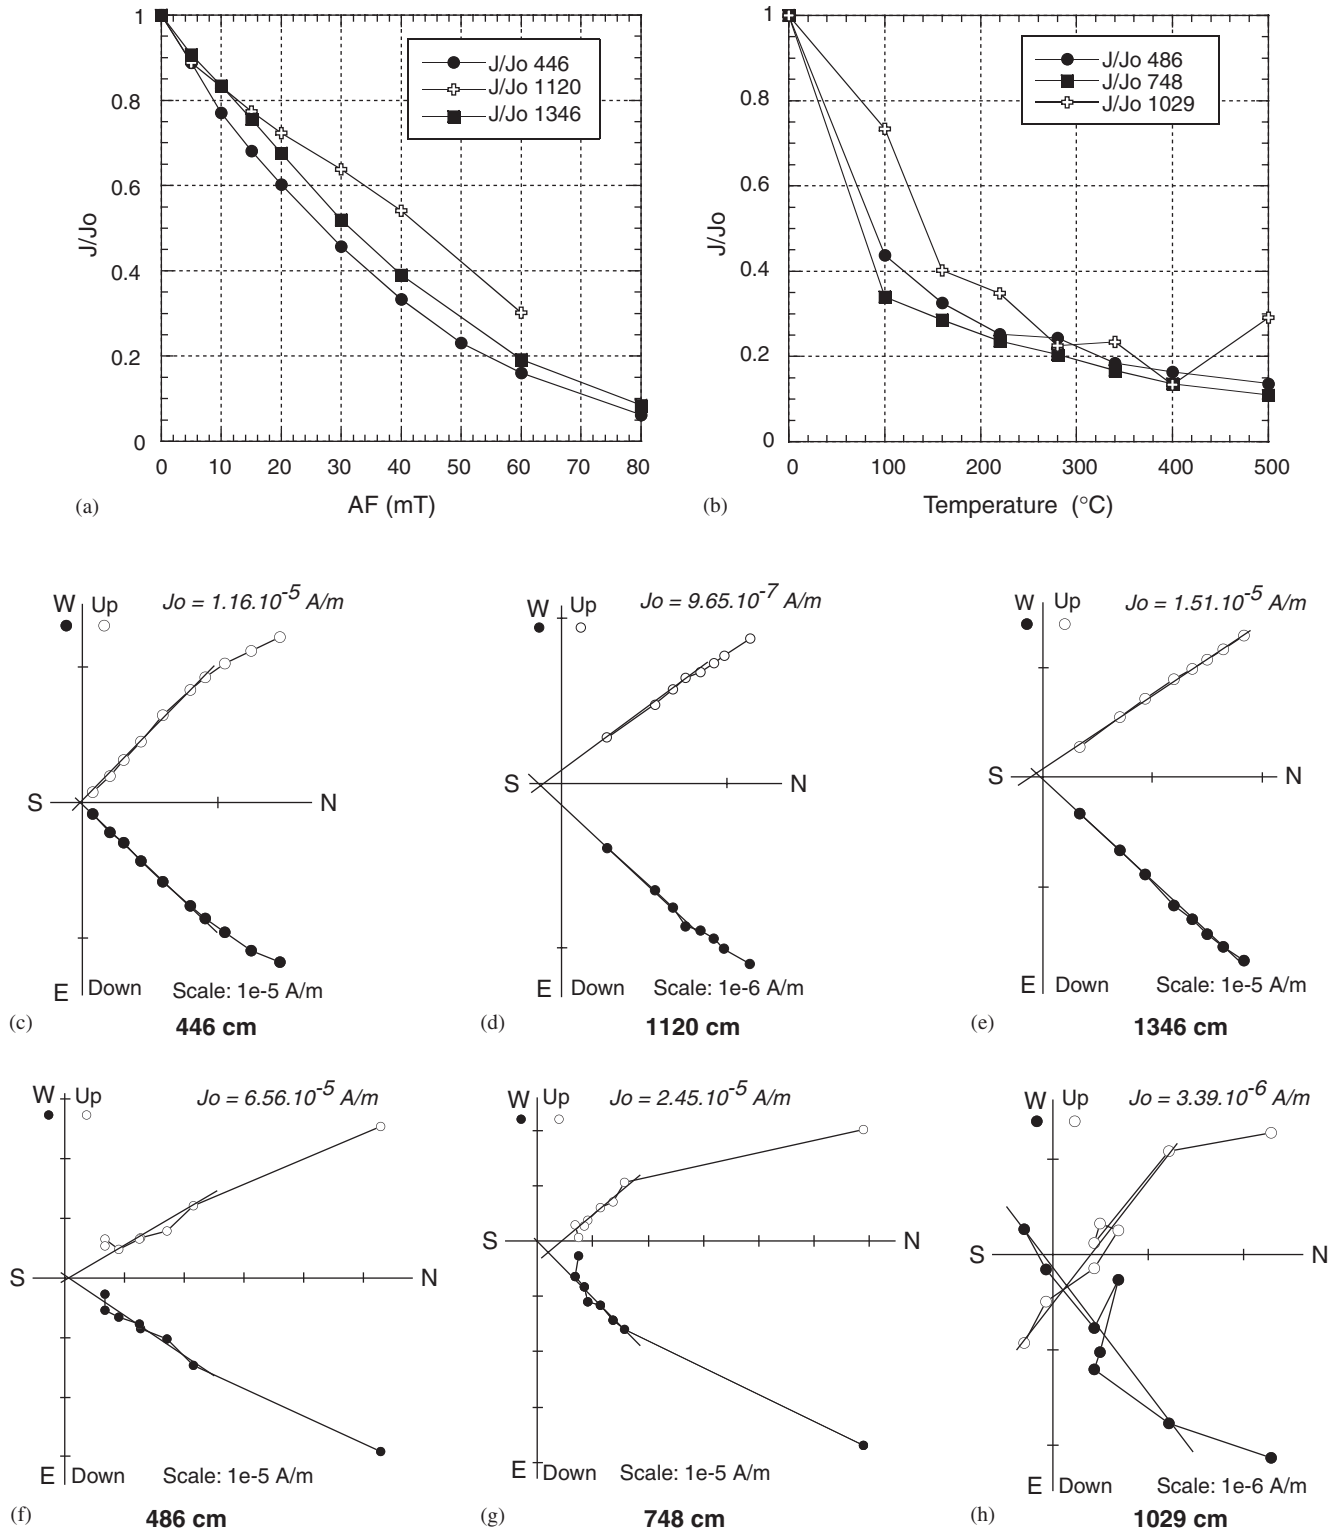 1
0.8
0.6
0.4
0.2
0
J/Jo
J/Jo 446
J/Jo 1120
J/Jo 1346
0 10 20 30 40 50 60 70 80
(a) AF (mT)
1
0.8
0.6
0.4
0.2
0
J/Jo
J/Jo 486
J/Jo 748
J/Jo 1029
0 100 200 300 400 500
(b) Temperature (°C)
W Up Jo = 1.16.10-5 A/m
S N
E Down Scale: 1e-5 A/m
(c) 446 cm
W Up Jo = 9.65.10-7 A/m
S N
E Down Scale: 1e-6 A/m
(d) 1120 cm
W Up Jo = 1.51.10-5 A/m
S N
E Down Scale: 1e-5 A/m
(e) 1346 cm
W Up Jo = 6.56.10-5 A/m
S N
E Down Scale: 1e-5 A/m
(f) 486 cm
W Up Jo = 2.45.10-5 A/m
S N
E Down Scale: 1e-5 A/m
(g) 748 cm
W Up Jo = 3.39.10-6 A/m
S N
E Down Scale: 1e-6 A/m
(h) 1029 cm